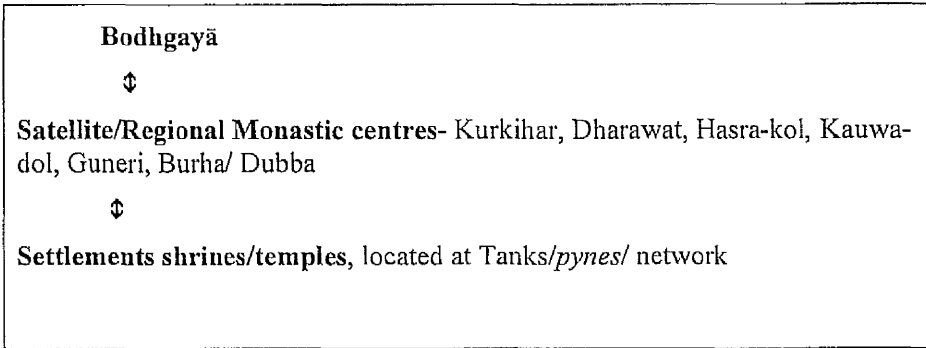 Bodhgayā
⇕
Satellite/Regional Monastic centres- Kurkihar, Dharawat, Hasra-kol, Kauwa-
dol, Guneri, Burha/ Dubba
⇕
Settlements shrines/temples, located at Tanks/pynes/ network